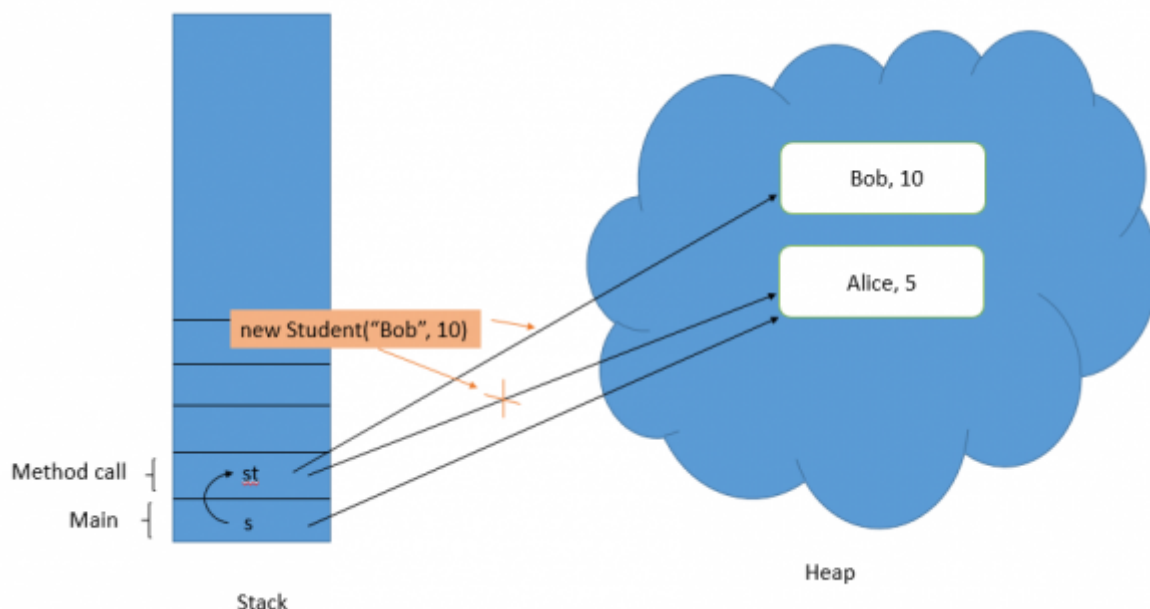 Bob, 10
Alice, 5
new Student(“Bob”, 10)
Method call
st
Main
s
Heap
Stack